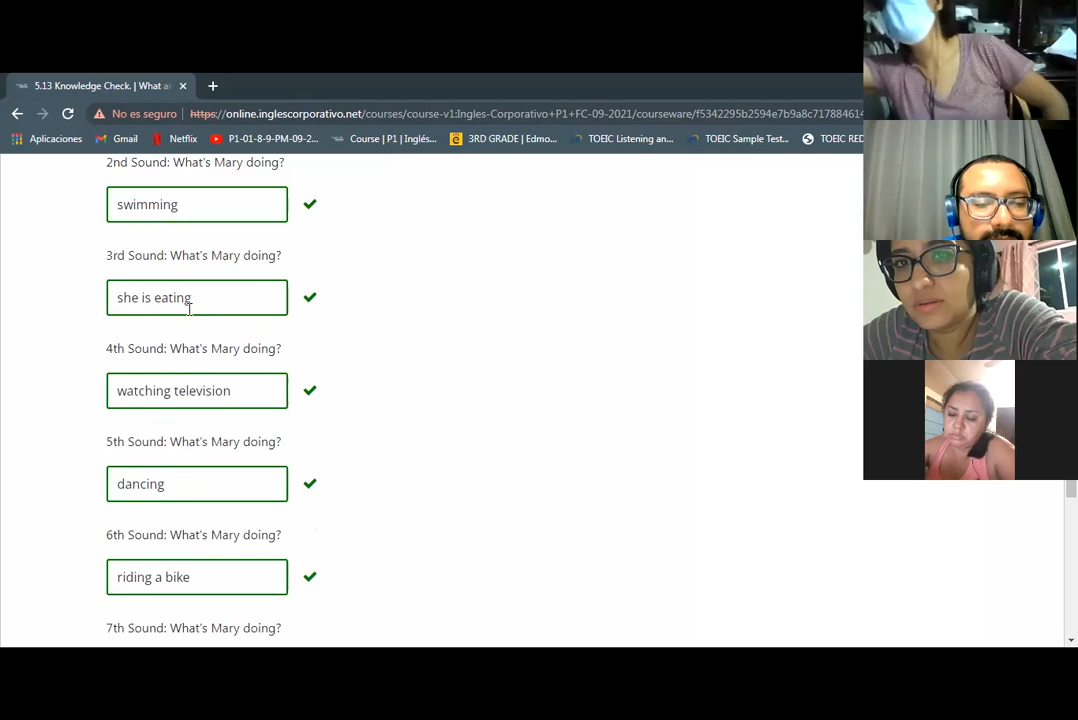 5.13 Knowledge Check. | What a
No es seguro https://online.inglescorporativo.net/courses/course-v1:Ingles-Corporativo+P1+FC-09-2021/courseware/f5342295b2594e7b9a8c717884614
Aplicaciones Gmail Netflix P1-01-8-9-PM-09-2... Course | P1 | Inglés... 3RD GRADE | Edmo... TOEIC Listening an... TOEIC Sample Test... TOEIC RED
2nd Sound: What's Mary doing?
swimming
3rd Sound: What's Mary doing?
she is eating
4th Sound: What's Mary doing?
watching television
5th Sound: What's Mary doing?
dancing
6th Sound: What's Mary doing?
riding a bike
7th Sound: What's Mary doing?